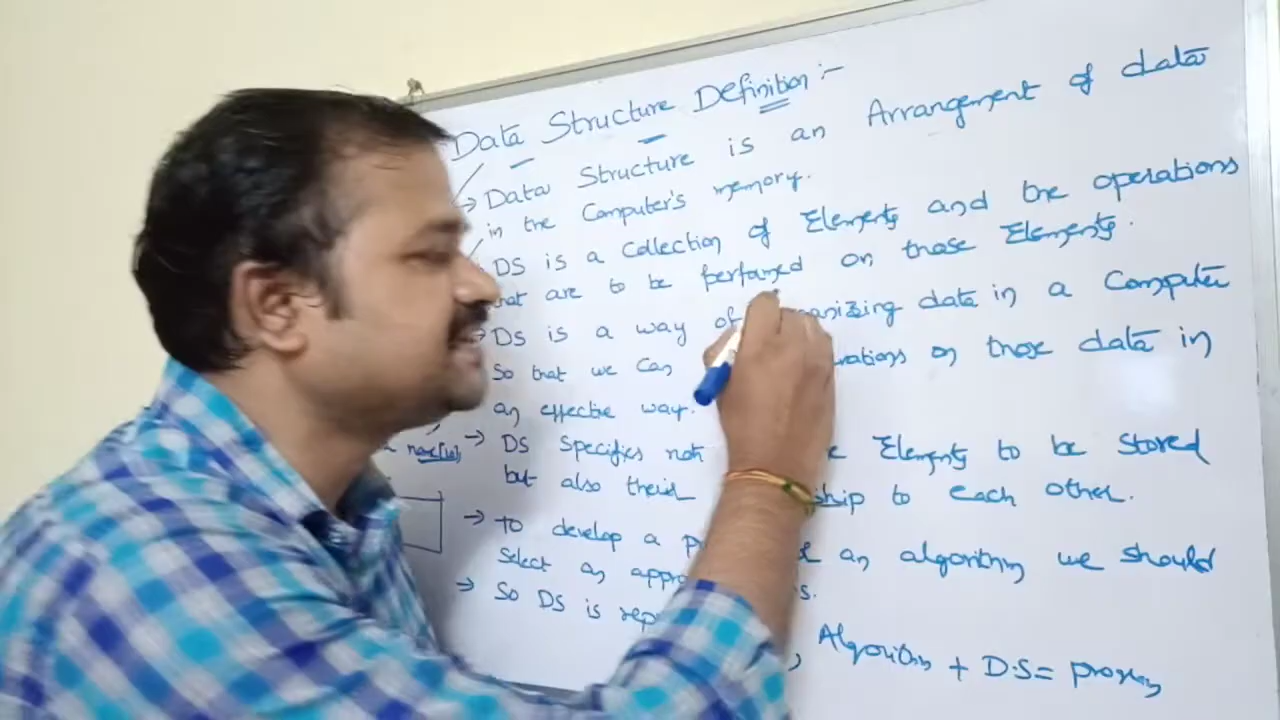 Data Structure Definition :-
→ Data Structure is an Arrangement of data
in the Computer's memory.
DS is a collection of Elements and the operations
that are to be performed on those Elements.
→ DS is a way of organizing data in a Computer
So that we can operations on those data in
an effective way.
→ DS specifies not Elements to be stored
but also their to each other.
→ To develop a an algorithm we should
Select an
→ So DS is
Algorithm + D.S = program